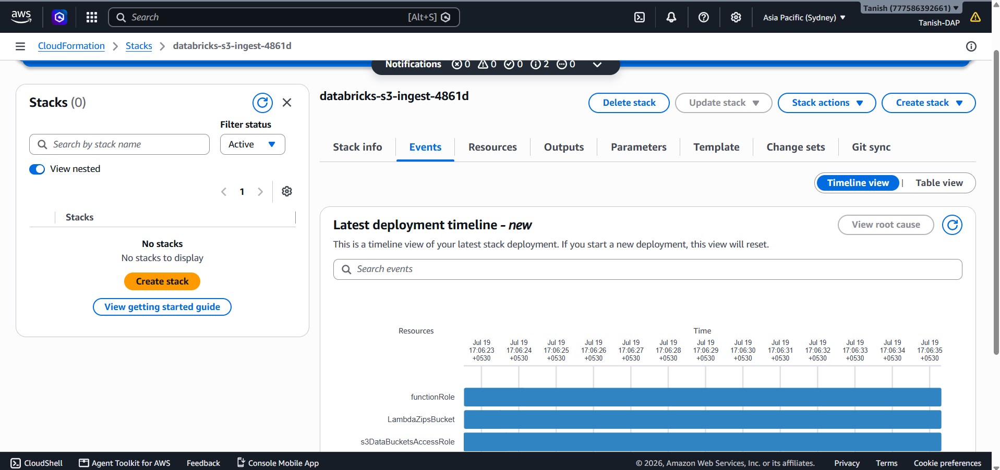 aws
Search
[Alt+S]
Asia Pacific (Sydney)
Tanish (777586392661)
Tanish-DAP
CloudFormation
Stacks
databricks-s3-ingest-4861d
Notifications 0 0 0 2 0
Stacks (0)
Filter status
Search by stack name
Active
View nested
1
Stacks
No stacks
No stacks to display
Create stack
View getting started guide
databricks-s3-ingest-4861d
Delete stack
Update stack
Stack actions
Create stack
Stack info
Events
Resources
Outputs
Parameters
Template
Change sets
Git sync
Timeline view | Table view
Latest deployment timeline - new
View root cause
This is a timeline view of your latest stack deployment. If you start a new deployment, this view will reset.
Search events
Resources
Time
Jul 19 17:06:23 +0530
Jul 19 17:06:24 +0530
Jul 19 17:06:25 +0530
Jul 19 17:06:26 +0530
Jul 19 17:06:27 +0530
Jul 19 17:06:28 +0530
Jul 19 17:06:29 +0530
Jul 19 17:06:30 +0530
Jul 19 17:06:31 +0530
Jul 19 17:06:32 +0530
Jul 19 17:06:33 +0530
Jul 19 17:06:34 +0530
Jul 19 17:06:35 +0530
functionRole
LambdaZipsBucket
s3DataBucketsAccessRole
CloudShell
Agent Toolkit for AWS
Feedback
Console Mobile App
© 2026, Amazon Web Services, Inc. or its affiliates.
Privacy
Terms
Cookie preferences